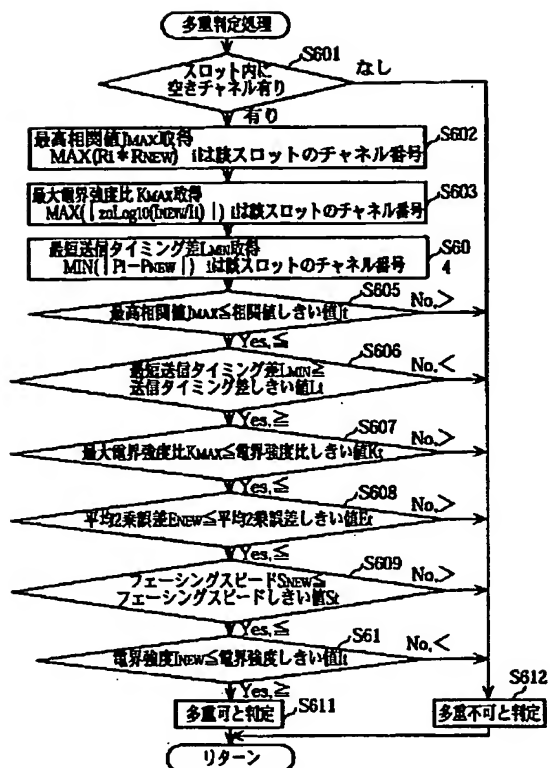 多重判定処理
S601
スロット内に
空きチャネル有り
なし
有り
S602
最高相関値JMAX取得
MAX(Ri*RNEW) iは該スロットのチャネル番号
S603
最大電界強度比KMAX取得
MAX(|20Log10(INEW/Ii)|) iは該スロットのチャネル番号
S60
4
最短送信タイミング差LMIN取得
MIN(|Pi-PNEW|) iは該スロットのチャネル番号
S605
最高相関値JMAX≦相関値しきい値Jt
No,>
Yes,≦
S606
最短送信タイミング差LMIN≧
送信タイミング差しきい値Lt
No,<
Yes,≧
S607
最大電界強度比KMAX≦電界強度比しきい値Kt
No,>
Yes,≦
S608
平均2乗誤差ENEW≦平均2乗誤差しきい値Et
No,>
Yes,≦
S609
フェーシングスピードSNEW≦
フェーシングスピードしきい値St
No,>
Yes,≦
S61
電界強度INEW≦電界強度しきい値It
No,<
Yes,≧
S611
多重可と判定
S612
多重不可と判定
リターン